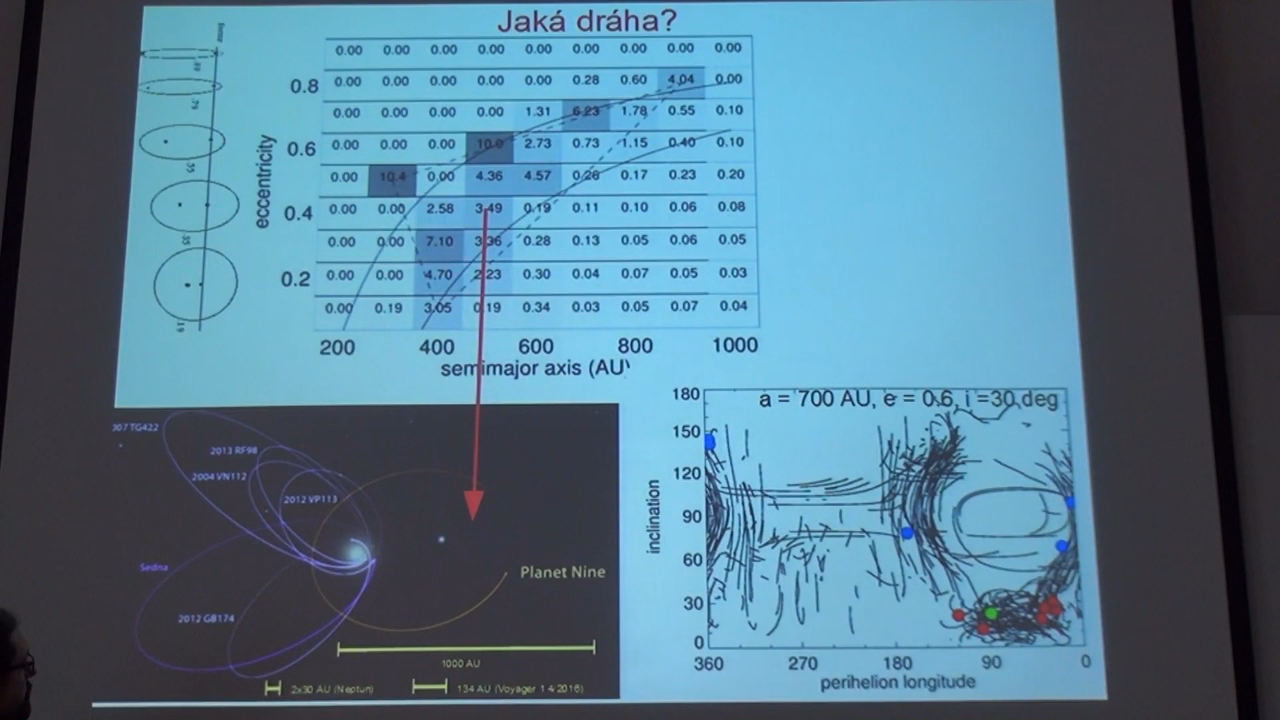 Jaká dráha?
0.00 0.00 0.00 0.00 0.00 0.00 0.00 0.00 0.00
0.8
0.00 0.00 0.00 0.00 0.00 0.28 0.60 4.04 0.00
0.00 0.00 0.00 0.00 1.31 6.23 1.78 0.55 0.10
0.6
0.00 0.00 0.00 10.0 2.73 0.73 1.15 0.40 0.10
0.00 10.4 0.00 4.36 4.57 0.26 0.17 0.23 0.20
0.4
0.00 0.00 2.58 3.49 0.19 0.11 0.10 0.06 0.08
0.00 0.00 7.10 3.36 0.28 0.13 0.05 0.06 0.05
0.2
0.00 0.00 4.70 2.23 0.30 0.04 0.07 0.05 0.03
0.00 0.19 3.05 0.19 0.34 0.03 0.05 0.07 0.04
eccentricity
200 400 600 800 1000
semimajor axis (AU)
007 TG422
2013 RF98
2004 VN112
2012 VP113
Sedna
2012 GB174
Planet Nine
1000 AU
2x30 AU (Neptun)
134 AU (Voyager 1 4/2016)
a = 700 AU, e = 0.6, i =30 deg
180
150
120
90
60
30
0
inclination
360 270 180 90 0
perihelion longitude